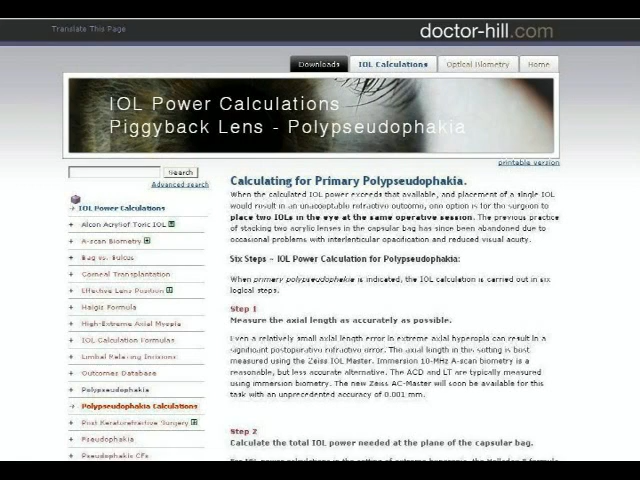 Translate This Page
doctor-hill.com
Downloads
IOL Calculations
Optical Biometry
Home
IOL Power Calculations
Piggyback Lens - Polypseudophakia
printable version
Search
Advanced search
IOL Power Calculations
Alcon Acrysof Toric IOL
A-scan Biometry
Bag vs. Sulcus
Corneal Transplantation
Effective Lens Position
Haigis Formula
High-Extreme Axial Myopia
IOL Calculation Formulas
Limbal Relaxing Incisions
Outcomes Database
Polypseudophakia
Polypseudophakia Calculations
Post Keratorefractive Surgery
Pseudophakia
Pseudophakic CFs
Calculating for Primary Polypseudophakia.
When the calculated IOL power exceeds that available, and placement of a single IOL
would result in an unacceptable refractive outcome, one option is for the surgeon to
place two IOLs in the eye at the same operative session. The previous practice
of stacking two acrylic lenses in the capsular bag has since been abandoned due to
occasional problems with interlenticular opacification and reduced visual acuity.
Six Steps ~ IOL Power Calculation for Polypseudophakia:
When primary polypseudophakia is indicated, the IOL calculation is carried out in six
logical steps.
Step 1
Measure the axial length as accurately as possible.
Even a relatively small axial length error in extreme axial hyperopia can result in a
significant postoperative refractive error. The axial length in this setting is best
measured using the Zeiss IOL Master. Immersion 10-MHz A-scan biometry is a
reasonable, but less accurate alternative. The ACD and LT are typically measured
using immersion biometry. The new Zeiss AC-Master will soon be available for this
task with an unprecedented accuracy of 0.001 mm.
Step 2
Calculate the total IOL power needed at the plane of the capsular bag.